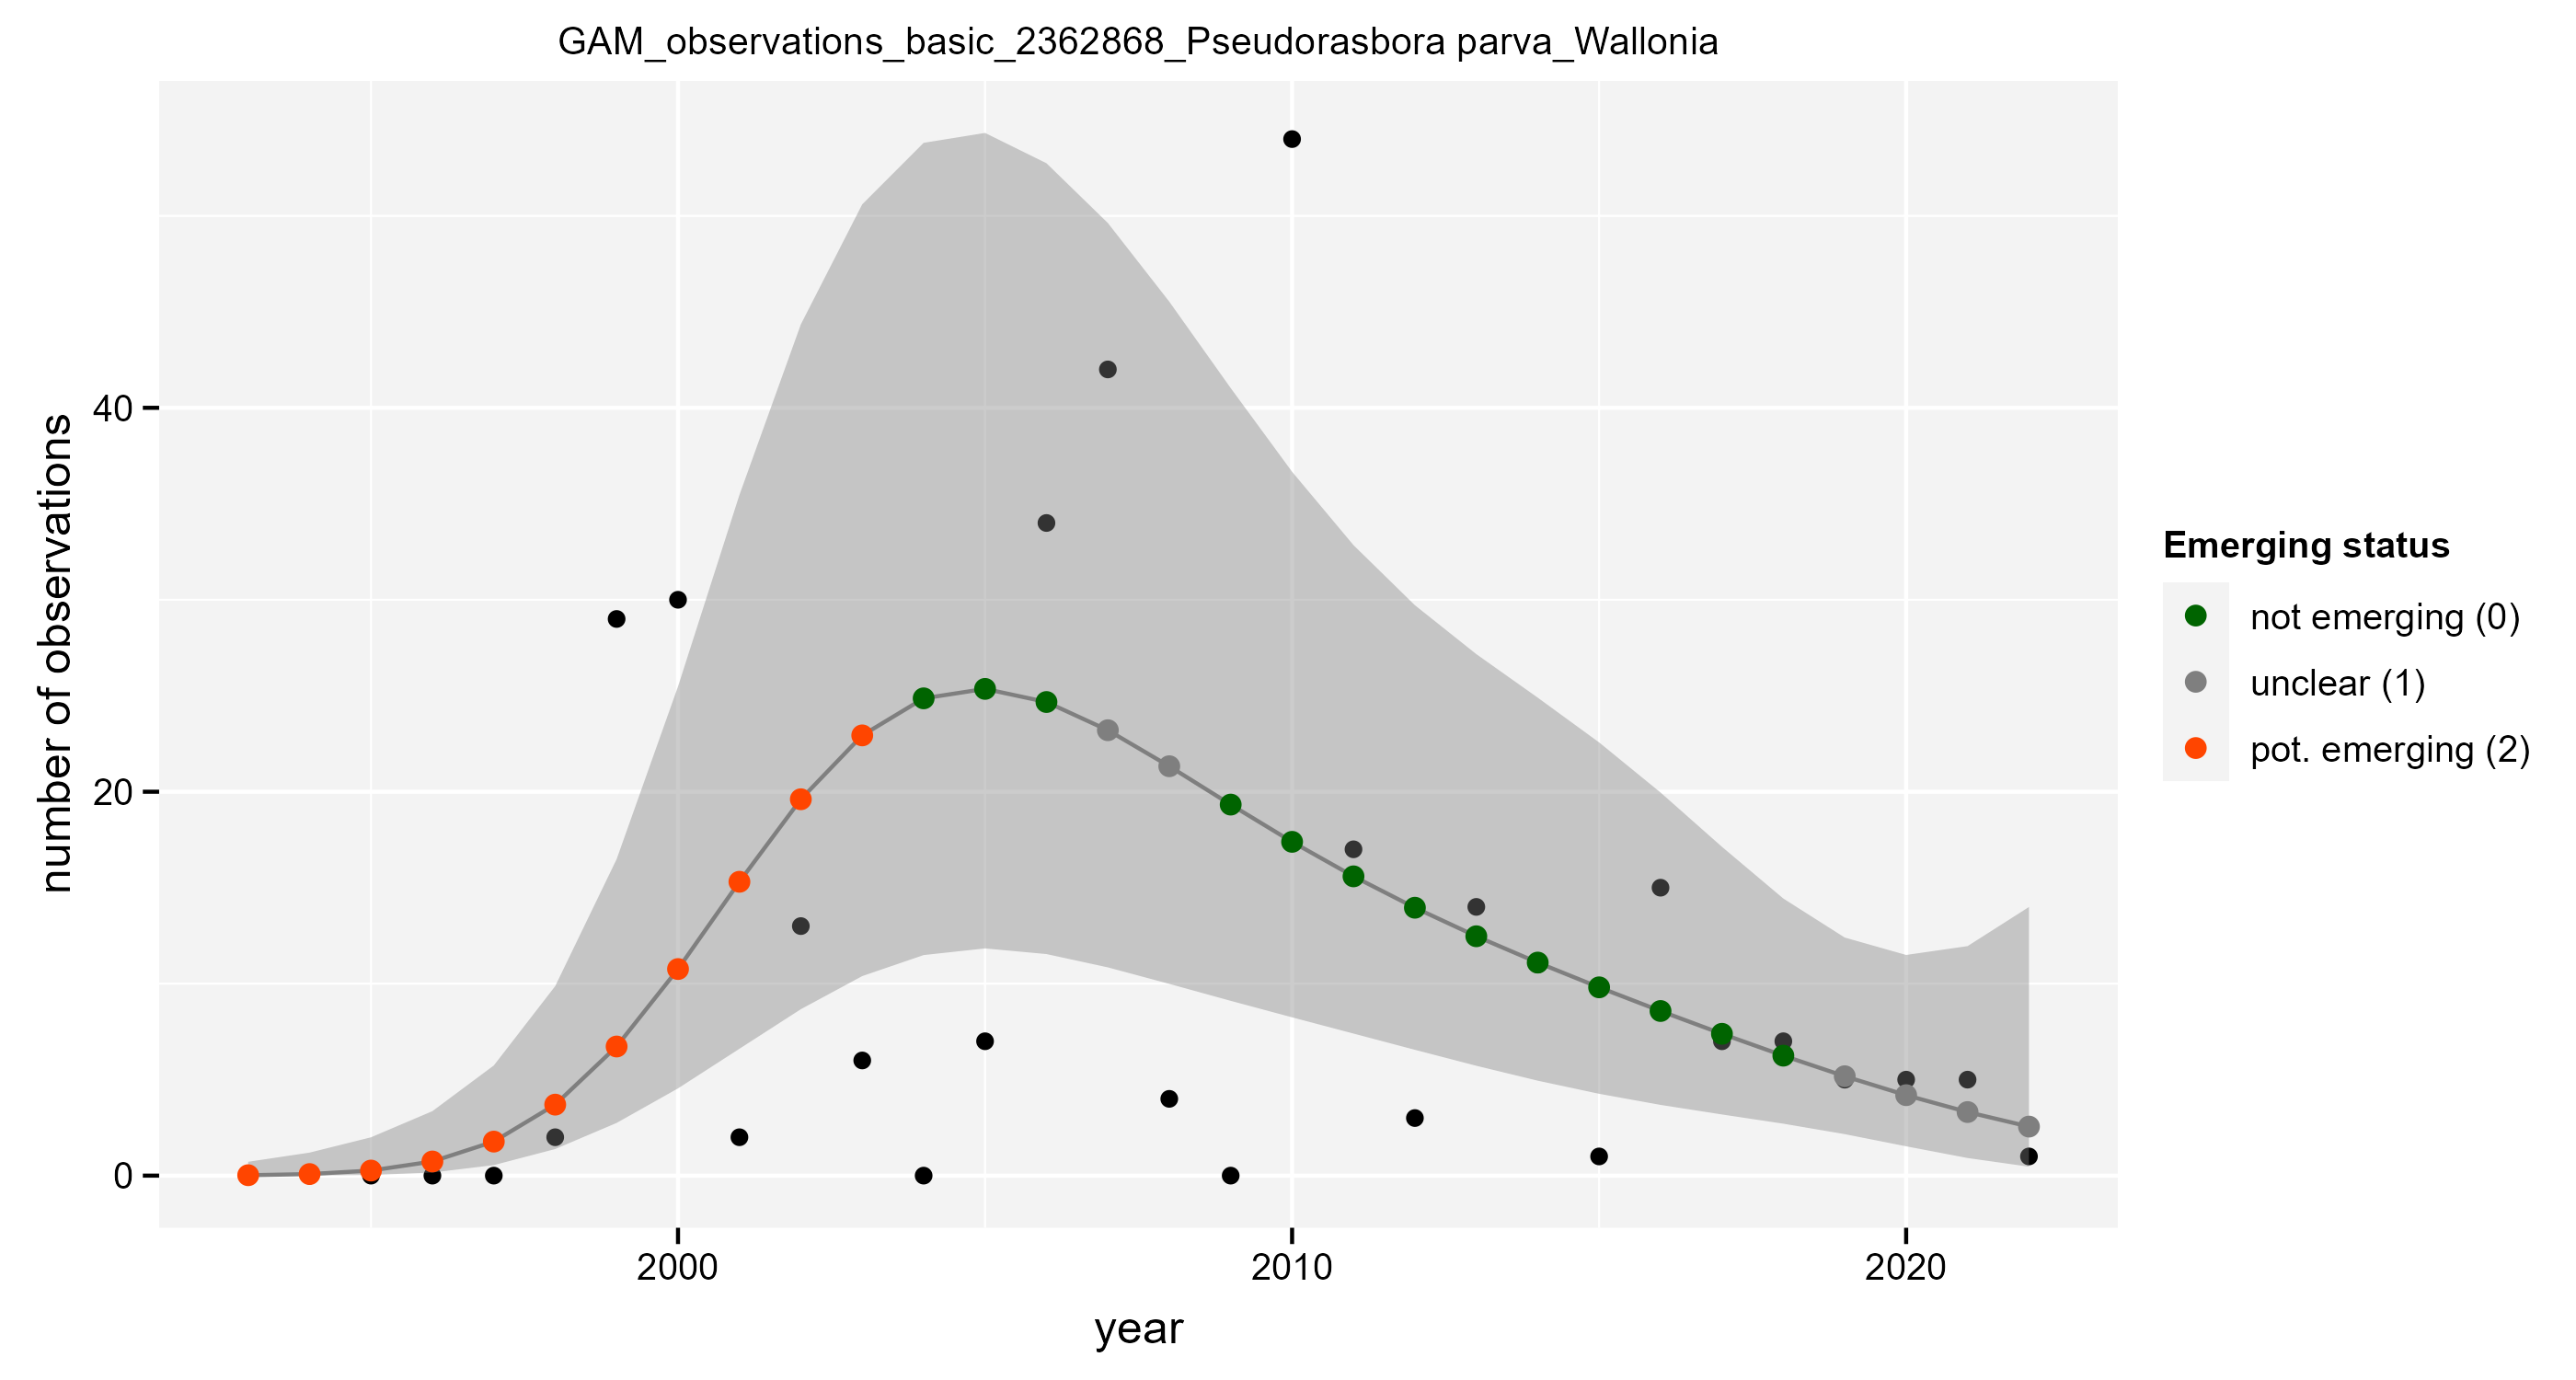 GAM_observations_basic_2362868_Pseudorasbora parva_Wallonia
number of observations
40
20
0
2000
2010
2020
year
Emerging status
not emerging (0)
unclear (1)
pot. emerging (2)